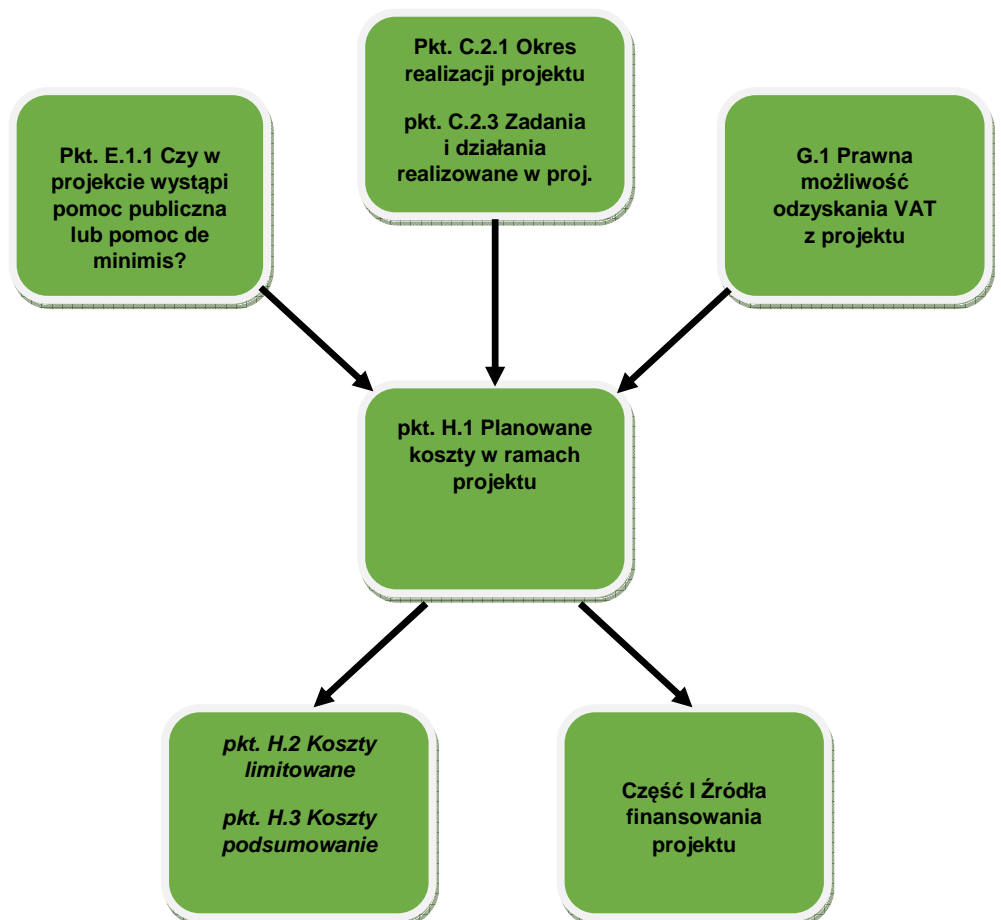 Pkt. C.2.1 Okres
realizacji projektu
pkt. C.2.3 Zadania
i działania
realizowane w proj.
Pkt. E.1.1 Czy w
projekcie wystąpi
pomoc publiczna
lub pomoc de
minimis?
G.1 Prawna
możliwość
odzyskania VAT
z projektu
pkt. H.1 Planowane
koszty w ramach
projektu
pkt. H.2 Koszty
limitowane
pkt. H.3 Koszty
podsumowanie
Część I Źródła
finansowania
projektu